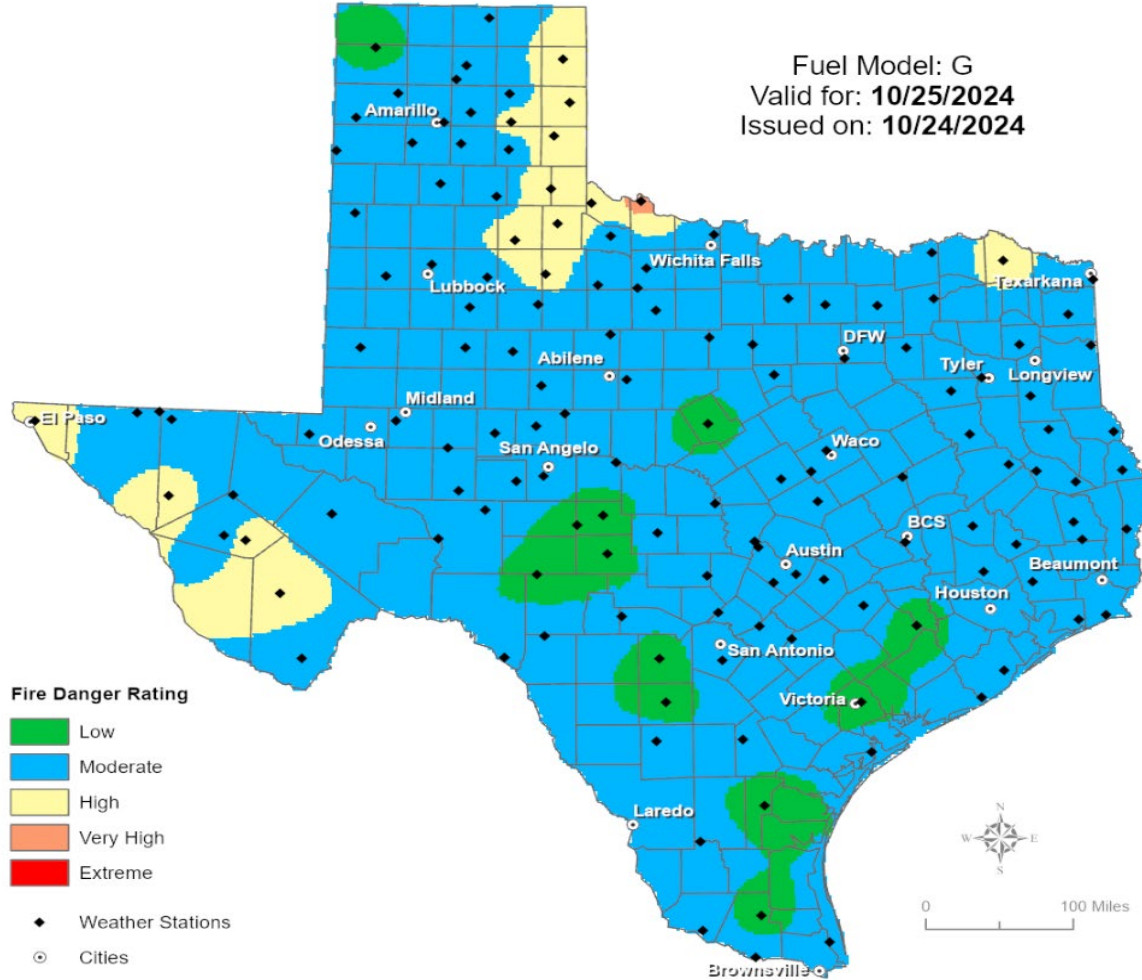 Fuel Model: G
Valid for: 10/25/2024
Issued on: 10/24/2024
Amarillo
Wichita Falls
Lubbock
Texarkana
DFW
Abilene
Tyler
Longview
Midland
El Paso
Odessa
San Angelo
Waco
BCS
Austin
Beaumont
Houston
San Antonio
Victoria
Laredo
Brownsville
Fire Danger Rating
Low
Moderate
High
Very High
Extreme
Weather Stations
Cities
N
W
E
S
0
100 Miles